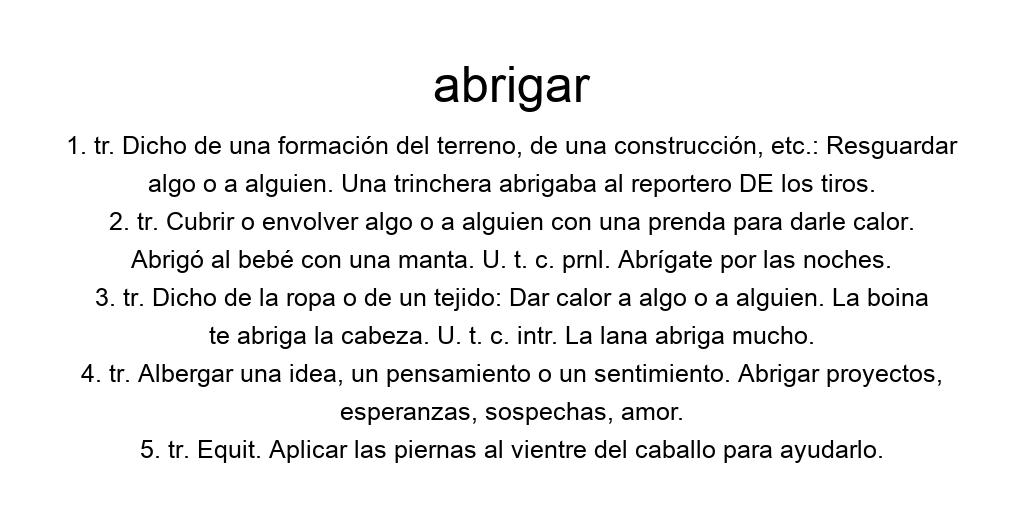 abrigar
1. tr. Dicho de una formación del terreno, de una construcción, etc.: Resguardar
algo o a alguien. Una trinchera abrigaba al reportero DE los tiros.
2. tr. Cubrir o envolver algo o a alguien con una prenda para darle calor.
Abrigó al bebé con una manta. U. t. c. prnl. Abrígate por las noches.
3. tr. Dicho de la ropa o de un tejido: Dar calor a algo o a alguien. La boina
te abriga la cabeza. U. t. c. intr. La lana abriga mucho.
4. tr. Albergar una idea, un pensamiento o un sentimiento. Abrigar proyectos,
esperanzas, sospechas, amor.
5. tr. Equit. Aplicar las piernas al vientre del caballo para ayudarlo.